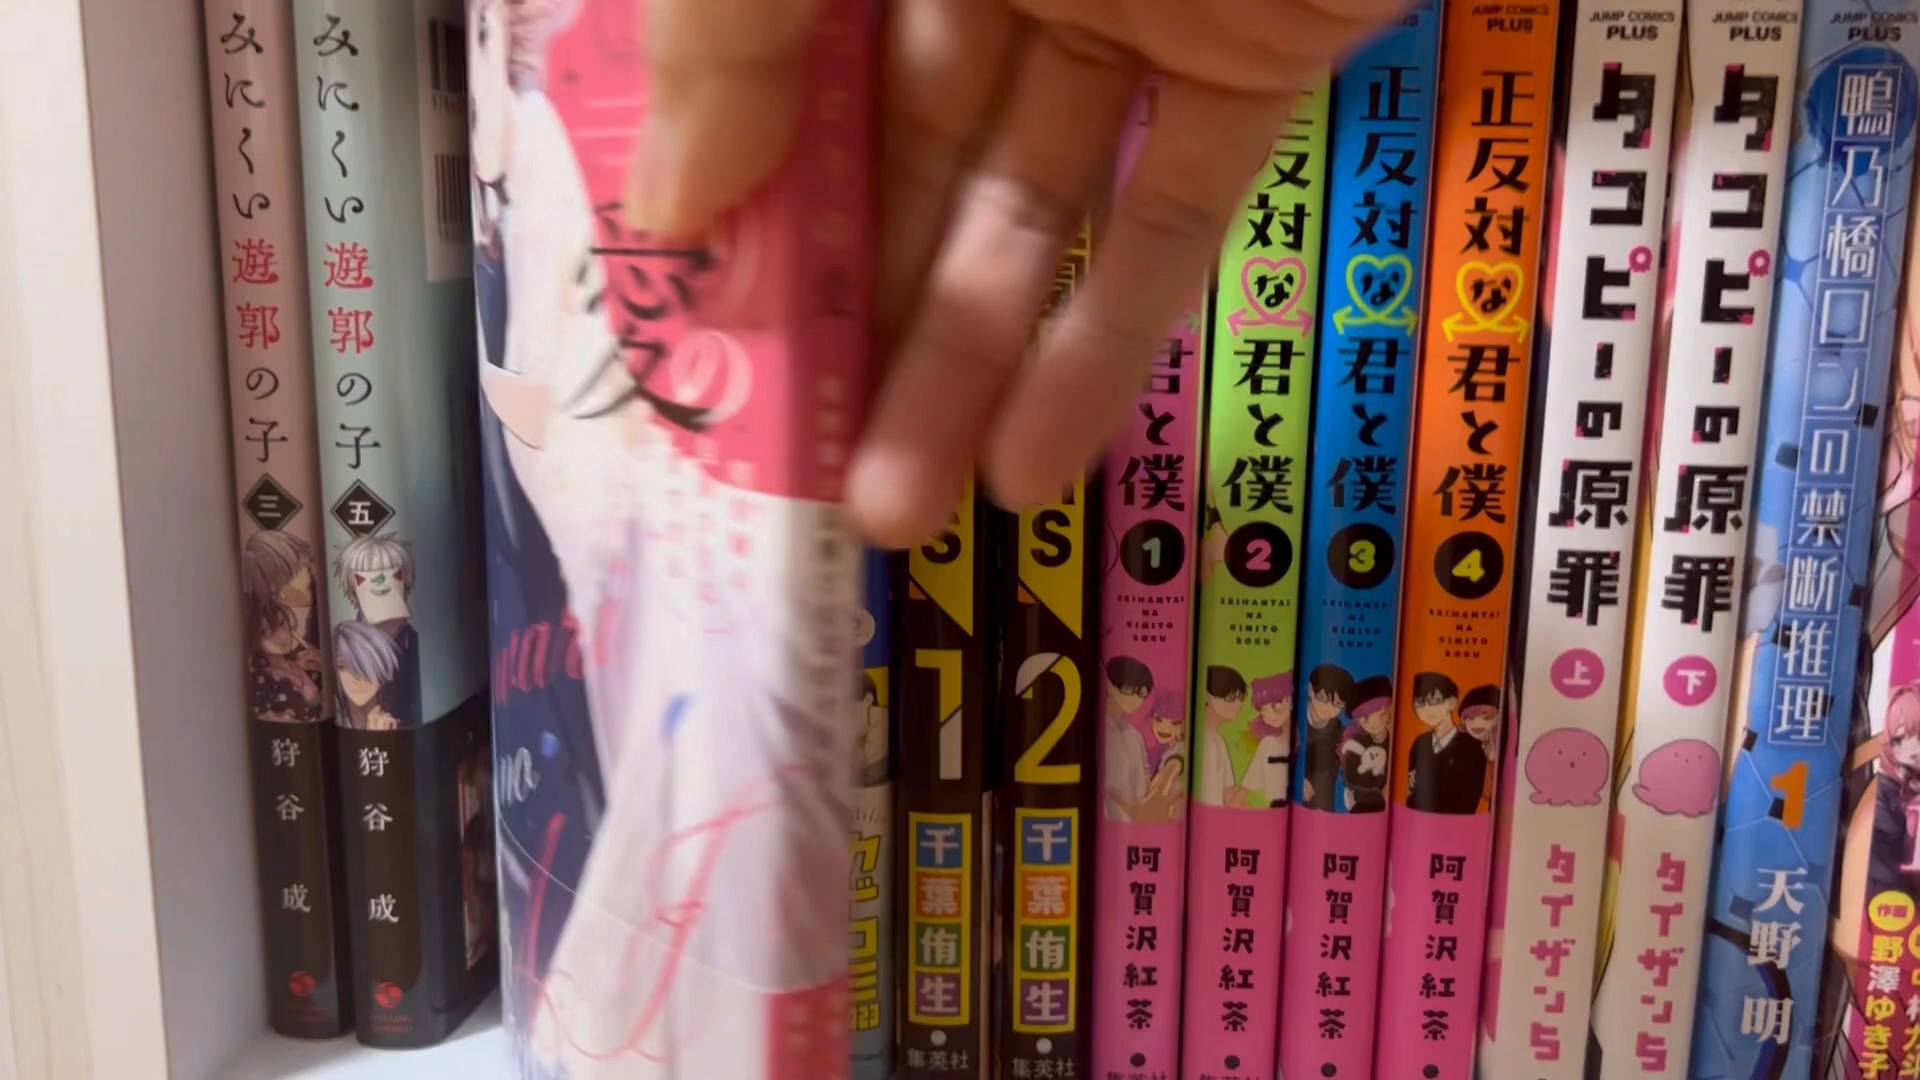 みにくい遊郭の子
三
狩谷成
みにくい遊郭の子
五
狩谷成
愛の
S
1
千葉侑生
集英社
S
2
千葉侑生
集英社
君と僕
1
SEIHANTAI
NA
KIMITO
BOKU
阿賀沢紅茶
正反対な君と僕
2
SEIHANTAI
NA
KIMITO
BOKU
阿賀沢紅茶
正反対な君と僕
3
SEIHANTAI
NA
KIMITO
BOKU
阿賀沢紅茶
JUMP COMICS
PLUS
正反対な君と僕
4
SEIHANTAI
NA
KIMITO
BOKU
阿賀沢紅茶
JUMP COMICS
PLUS
タコピーの原罪
上
タイザン5
JUMP COMICS
PLUS
タコピーの原罪
下
タイザン5
JUMP COMICS
PLUS
鴨乃橋ロンの禁断推理
1
天野明
作画
野澤ゆき子